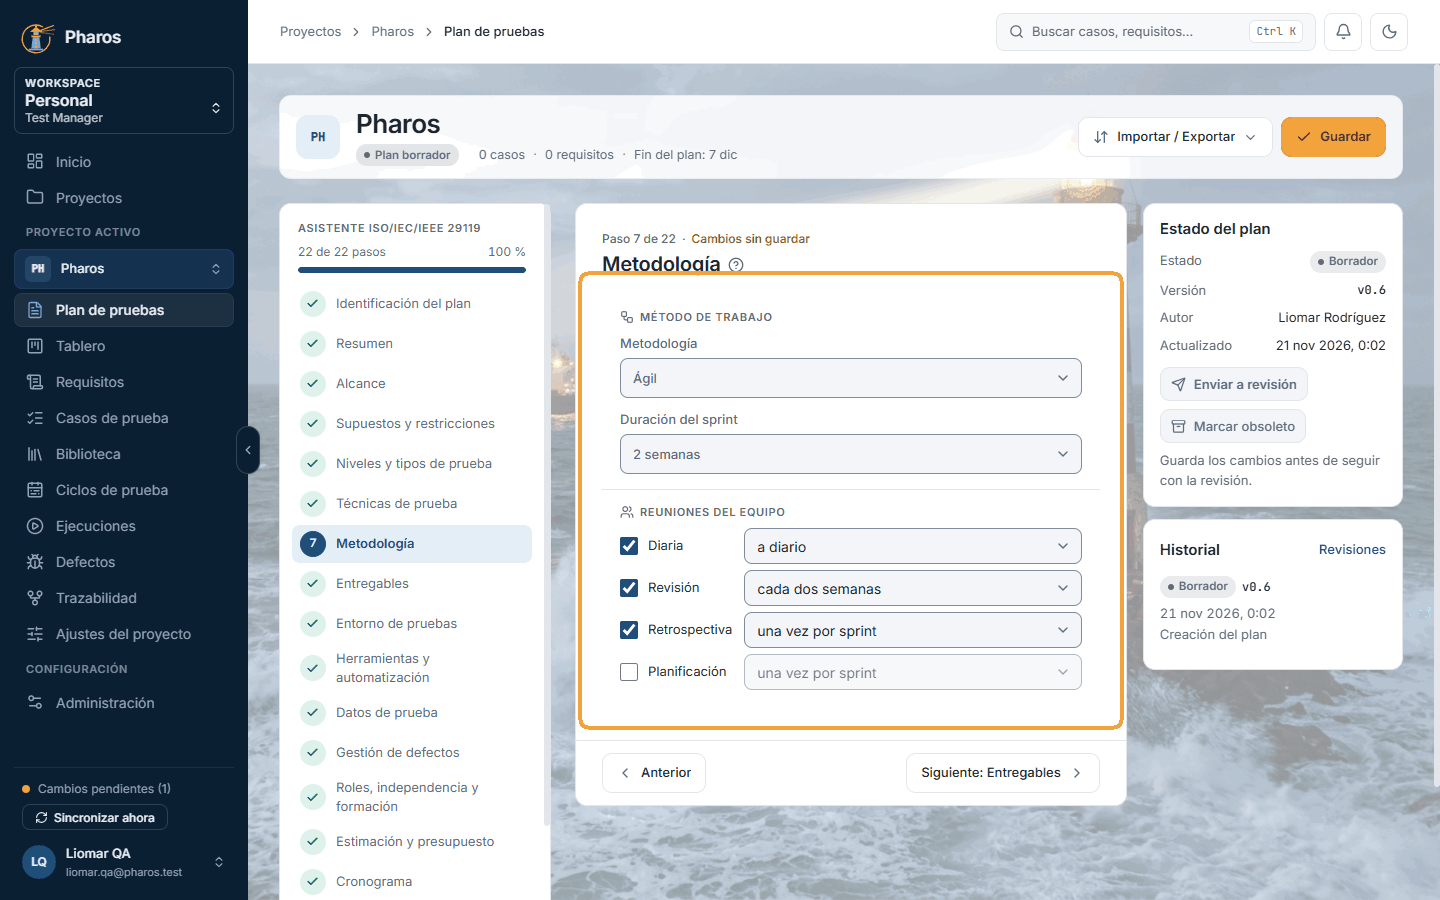 Pharos
WORKSPACE
Personal
Test Manager
Inicio
Proyectos
PROYECTO ACTIVO
PH Pharos
Plan de pruebas
Tablero
Requisitos
Casos de prueba
Biblioteca
Ciclos de prueba
Ejecuciones
Defectos
Trazabilidad
Ajustes del proyecto
CONFIGURACIÓN
Administración
Cambios pendientes (1)
Sincronizar ahora
LQ
Liomar QA
liomar.qa@pharos.test
Proyectos > Pharos > Plan de pruebas
Buscar casos, requisitos... Ctrl K
PH
Pharos
Plan borrador 0 casos · 0 requisitos · Fin del plan: 7 dic
Importar / Exportar
Guardar
ASISTENTE ISO/IEC/IEEE 29119
22 de 22 pasos 100 %
Identificación del plan
Resumen
Alcance
Supuestos y restricciones
Niveles y tipos de prueba
Técnicas de prueba
7 Metodología
Entregables
Entorno de pruebas
Herramientas y
automatización
Datos de prueba
Gestión de defectos
Roles, independencia y
formación
Estimación y presupuesto
Cronograma
Paso 7 de 22 · Cambios sin guardar
Metodología
MÉTODO DE TRABAJO
Metodología
Ágil
Duración del sprint
2 semanas
REUNIONES DEL EQUIPO
Diaria a diario
Revisión cada dos semanas
Retrospectiva una vez por sprint
Planificación una vez por sprint
Anterior
Siguiente: Entregables
Estado del plan
Estado Borrador
Versión v0.6
Autor Liomar Rodríguez
Actualizado 21 nov 2026, 0:02
Enviar a revisión
Marcar obsoleto
Guarda los cambios antes de seguir
con la revisión.
Historial Revisiones
Borrador v0.6
21 nov 2026, 0:02
Creación del plan